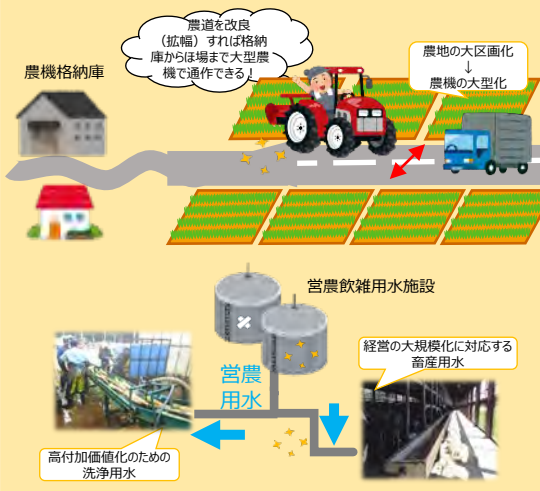 農道を改良
（拡幅）すれば格納
庫からほ場まで大型農
機で通作できる！
農機格納庫
農地の大区画化
↓
農機の大型化
営農飲雑用水施設
経営の大規模化に対応する
畜産用水
営農
用水
高付加価値化のための
洗浄用水